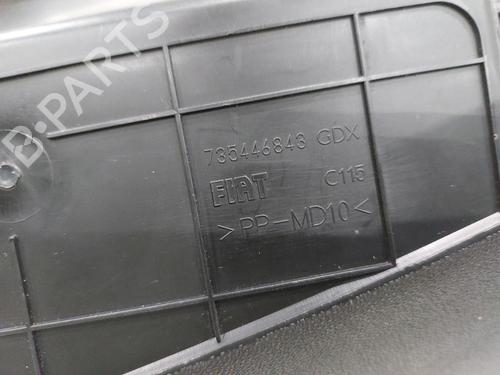 B-PARTS
735446843 GDX
FIAT C115
>PP-MD10<